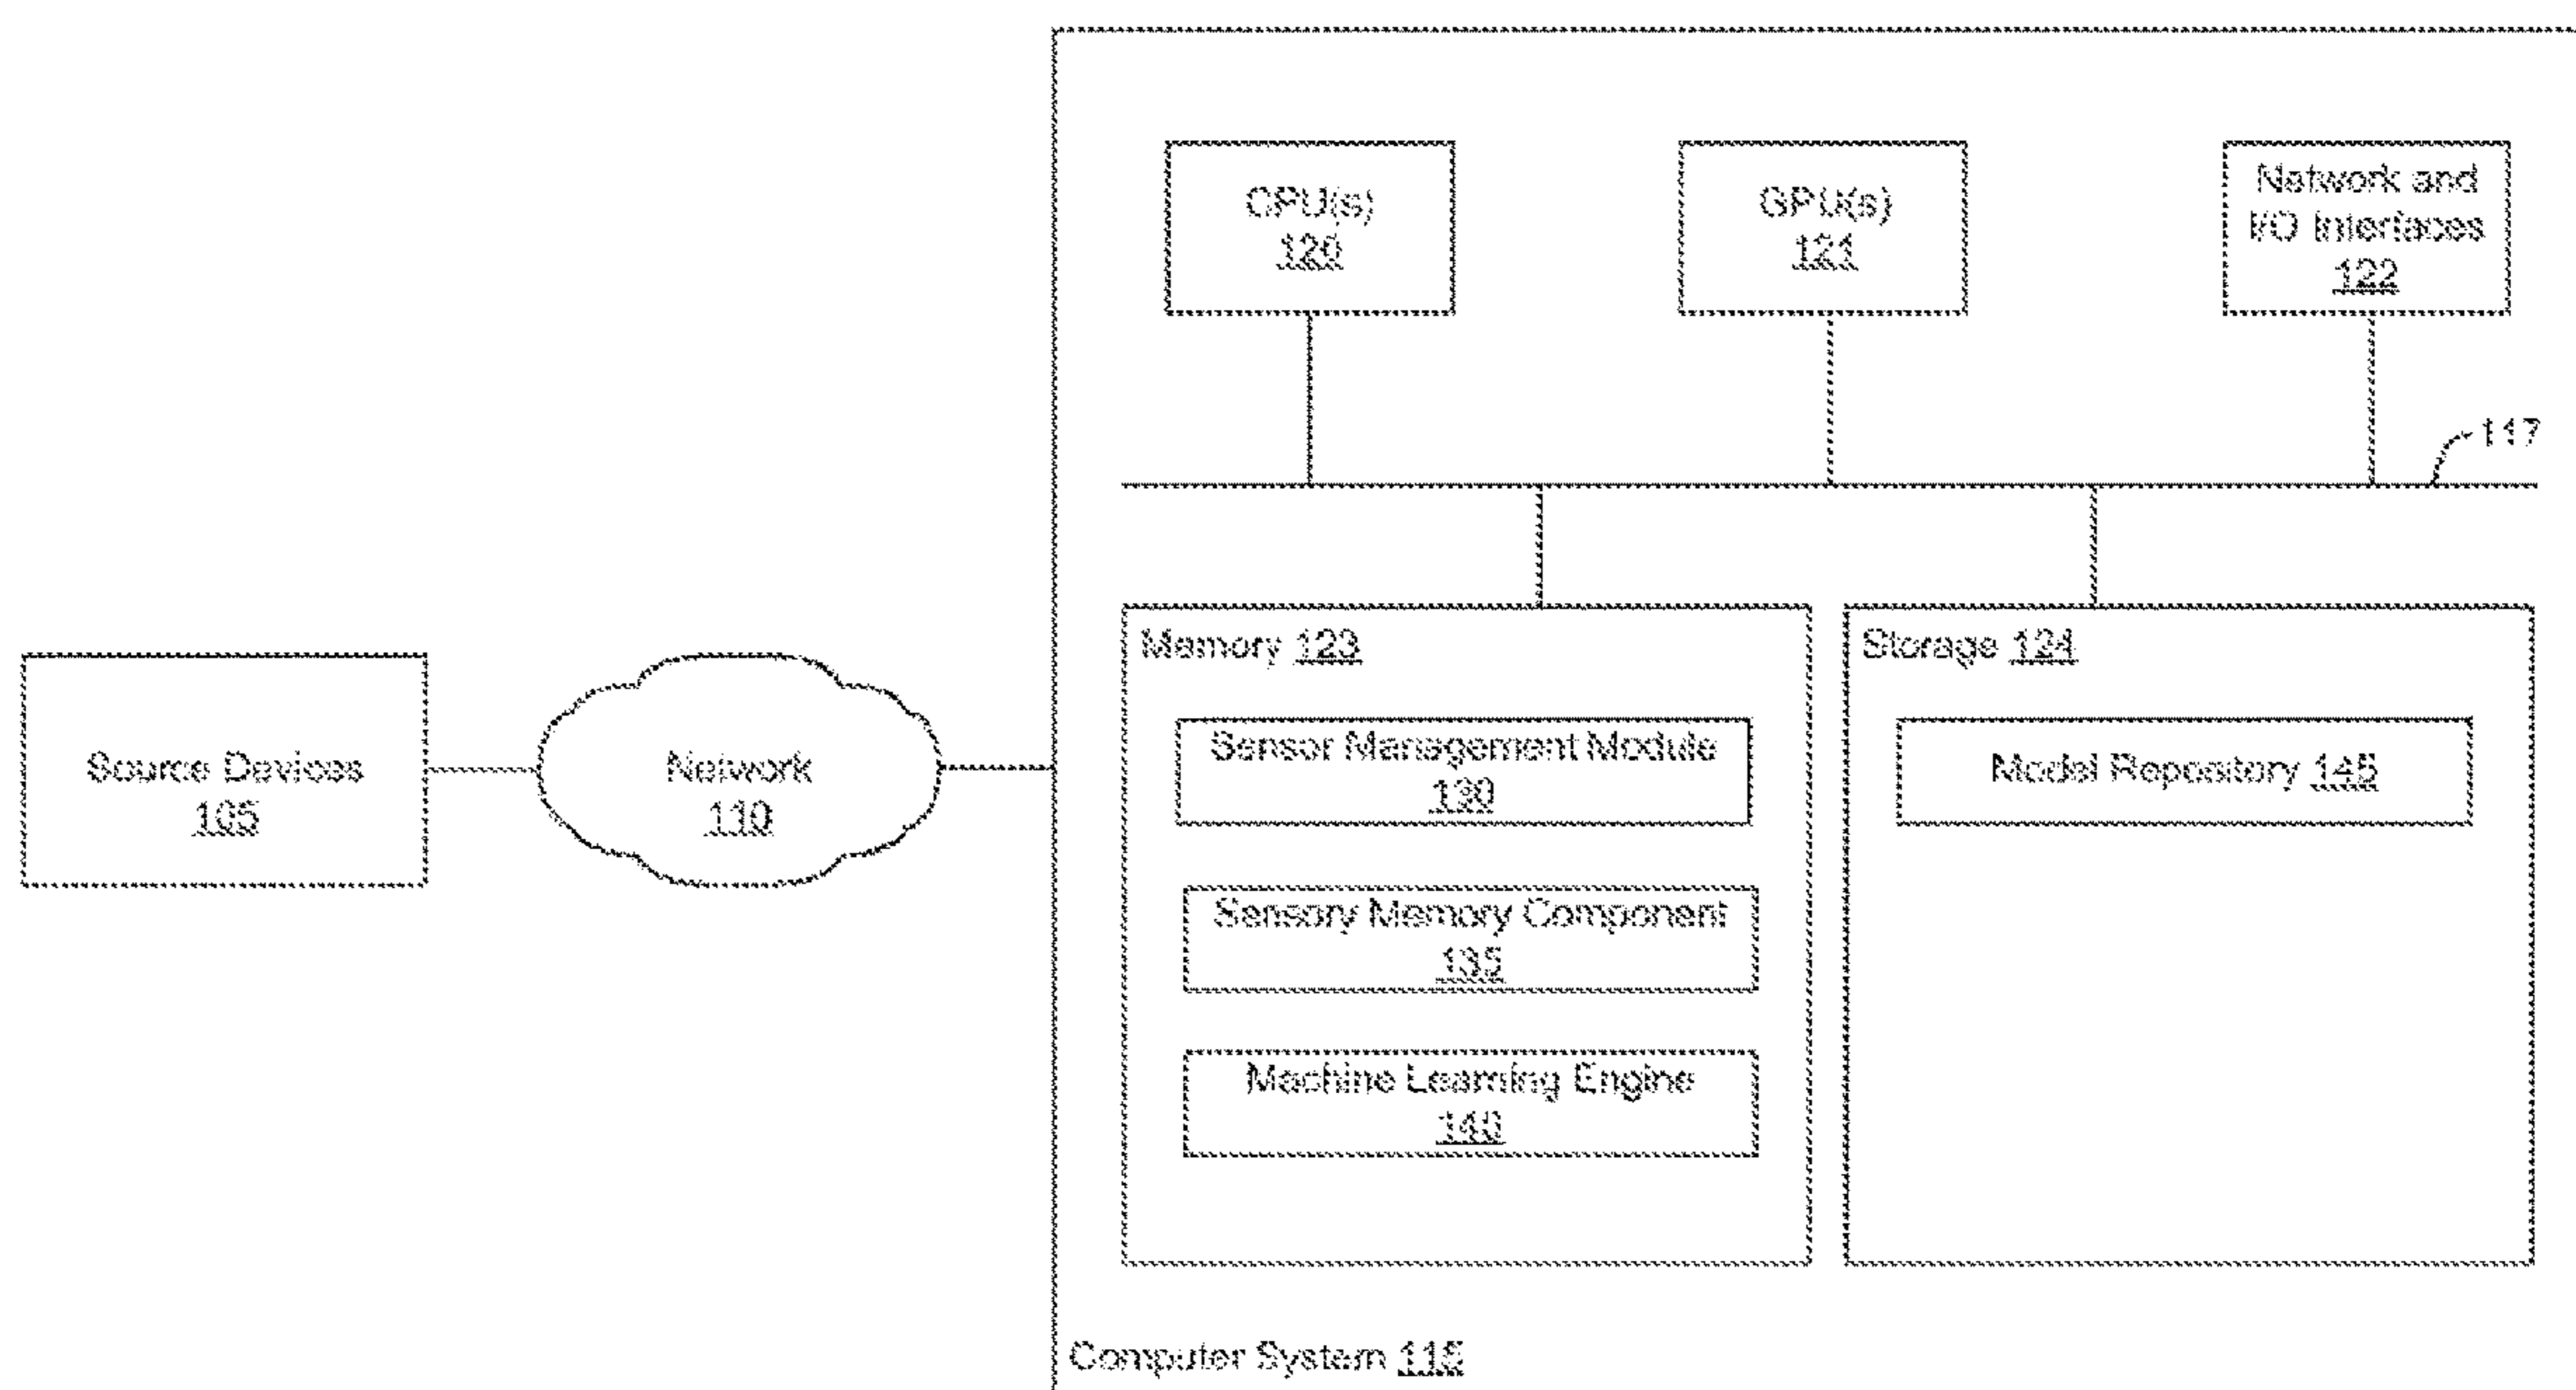 CPU(s)
120
GPU(s)
121
Network and
I/O Interfaces
122
117
Memory 123
Storage 124
Source Devices
105
Network
110
Sensor Management Module
130
Model Repository 145
Sensory Memory Component
135
Machine Learning Engine
140
Computer System 115